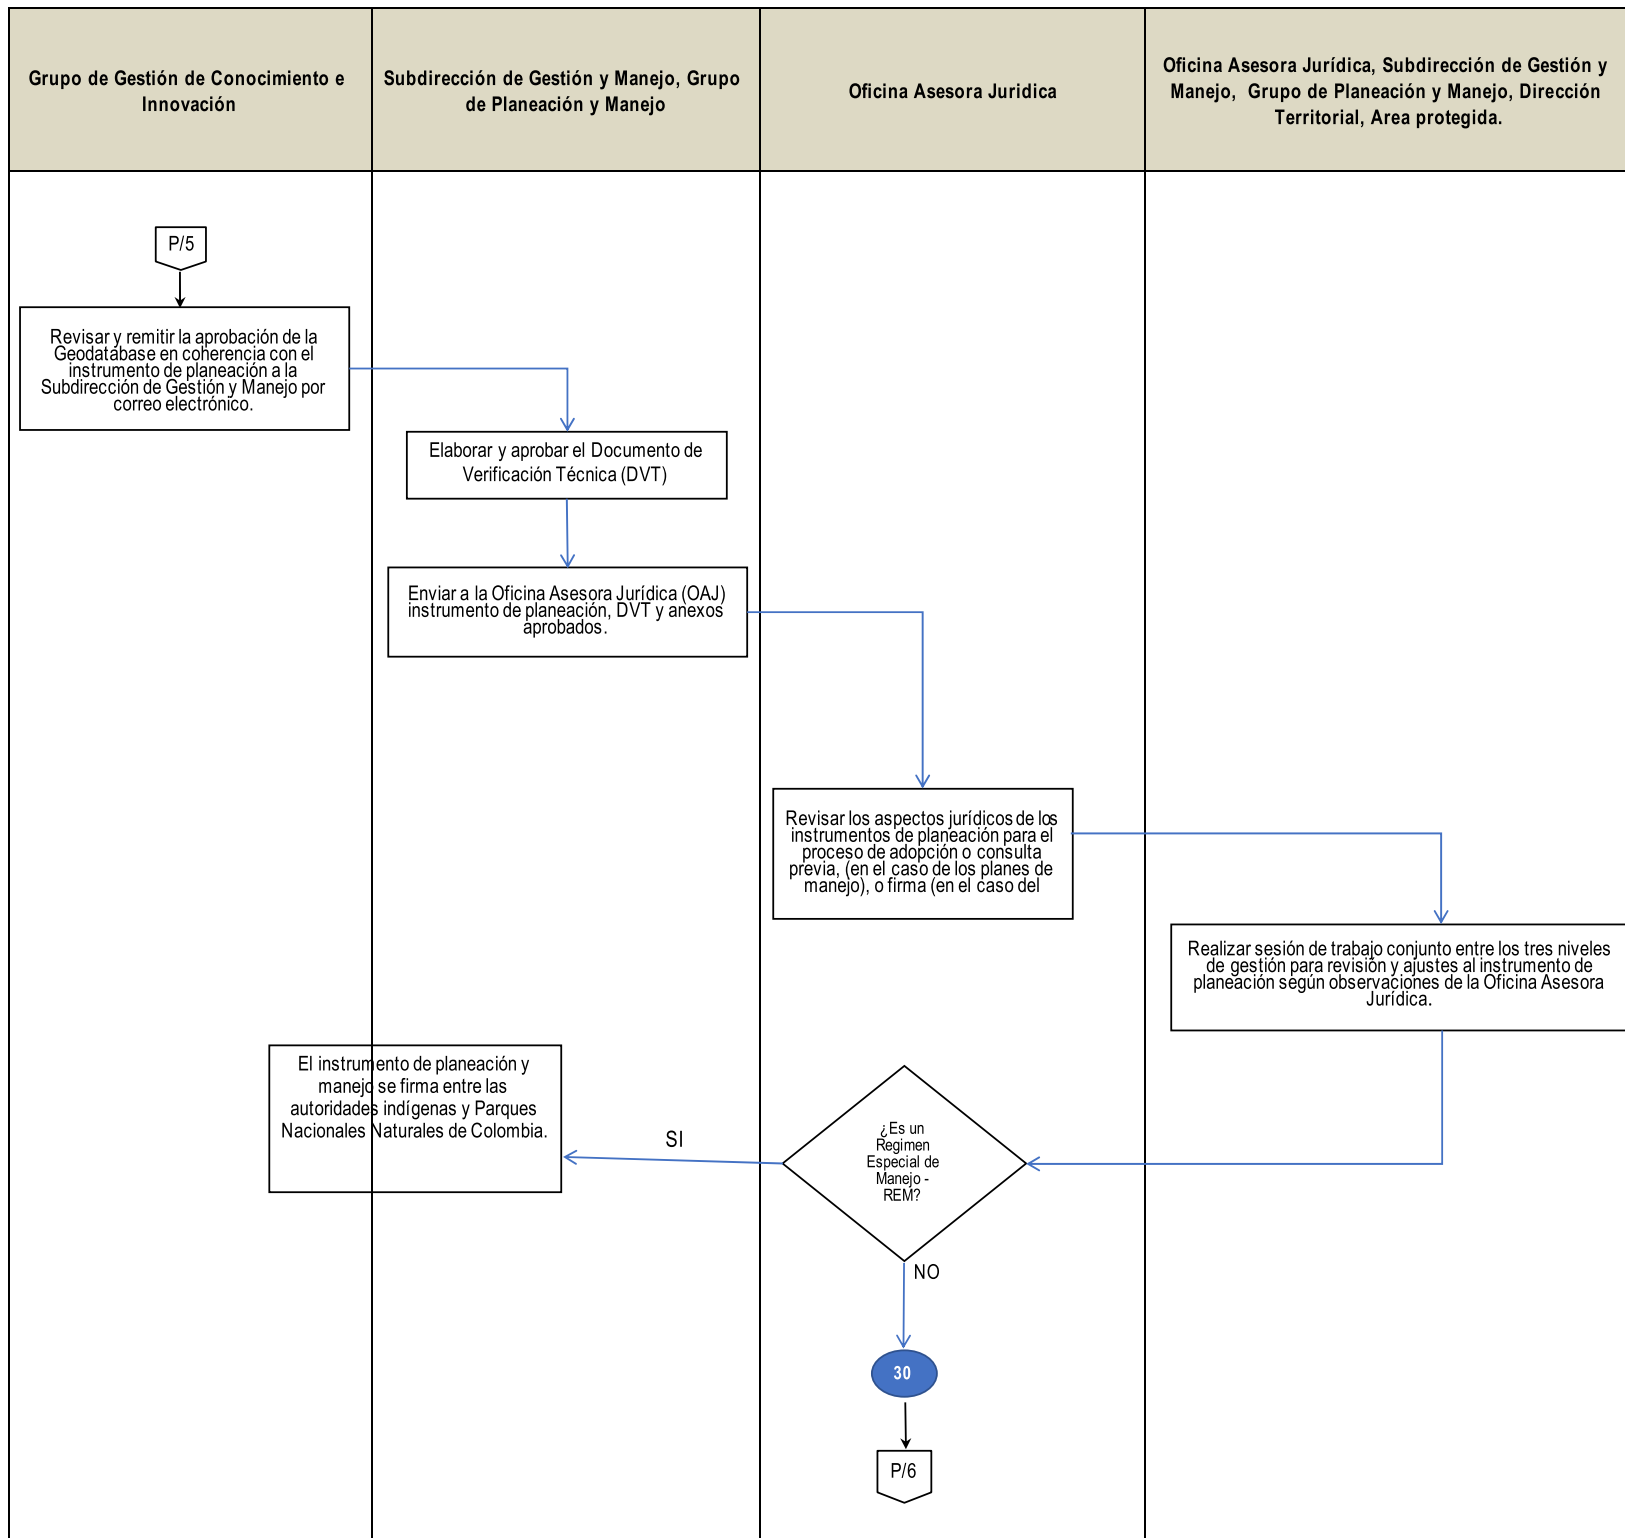 Grupo de Gestión de Conocimiento e
Innovación
Subdirección de Gestión y Manejo, Grupo
de Planeación y Manejo
Oficina Asesora Juridica
Oficina Asesora Jurídica, Subdirección de Gestión y
Manejo, Grupo de Planeación y Manejo, Dirección
Territorial, Area protegida.
P/5
Revisar y remitir la aprobación de la
Geodatabase en coherencia con el
instrumento de planeación a la
Subdirección de Gestión y Manejo por
correo electrónico.
Elaborar y aprobar el Documento de
Verificación Técnica (DVT)
Enviar a la Oficina Asesora Jurídica (OAJ)
instrumento de planeación, DVT y anexos
aprobados.
Revisar los aspectos jurídicos de los
instrumentos de planeación para el
proceso de adopción o consulta
previa, (en el caso de los planes de
manejo), o firma (en el caso del
Realizar sesión de trabajo conjunto entre los tres niveles
de gestión para revisión y ajustes al instrumento de
planeación según observaciones de la Oficina Asesora
Jurídica.
El instrumento de planeación y
manejo se firma entre las
autoridades indígenas y Parques
Nacionales Naturales de Colombia.
SI
¿Es un
Regimen
Especial de
Manejo -
REM?
NO
30
P/6